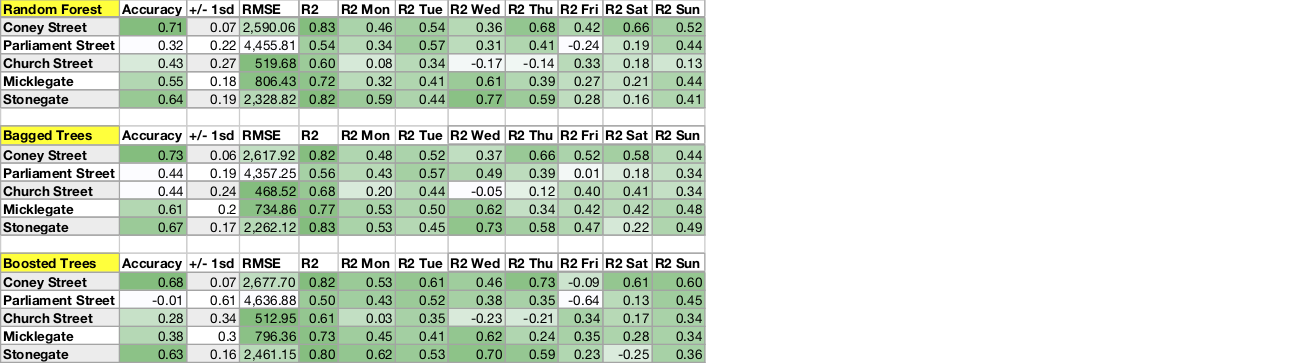 Random Forest Accuracy +/- 1sd RMSE R2 R2 Mon R2 Tue R2 Wed R2 Thu R2 Fri R2 Sat R2 Sun
Coney Street 0.71 0.07 2,590.06 0.83 0.46 0.54 0.36 0.68 0.42 0.66 0.52
Parliament Street 0.32 0.22 4,455.81 0.54 0.34 0.57 0.31 0.41 -0.24 0.19 0.44
Church Street 0.43 0.27 519.68 0.60 0.08 0.34 -0.17 -0.14 0.33 0.18 0.13
Micklegate 0.55 0.18 806.43 0.72 0.32 0.41 0.61 0.39 0.27 0.21 0.44
Stonegate 0.64 0.19 2,328.82 0.82 0.59 0.44 0.77 0.59 0.28 0.16 0.41
Bagged Trees Accuracy +/- 1sd RMSE R2 R2 Mon R2 Tue R2 Wed R2 Thu R2 Fri R2 Sat R2 Sun
Coney Street 0.73 0.06 2,617.92 0.82 0.48 0.52 0.37 0.66 0.52 0.58 0.44
Parliament Street 0.44 0.19 4,357.25 0.56 0.43 0.57 0.49 0.39 0.01 0.18 0.34
Church Street 0.44 0.24 468.52 0.68 0.20 0.44 -0.05 0.12 0.40 0.41 0.34
Micklegate 0.61 0.2 734.86 0.77 0.53 0.50 0.62 0.34 0.42 0.42 0.48
Stonegate 0.67 0.17 2,262.12 0.83 0.53 0.45 0.73 0.58 0.47 0.22 0.49
Boosted Trees Accuracy +/- 1sd RMSE R2 R2 Mon R2 Tue R2 Wed R2 Thu R2 Fri R2 Sat R2 Sun
Coney Street 0.68 0.07 2,677.70 0.82 0.53 0.61 0.46 0.73 -0.09 0.61 0.60
Parliament Street -0.01 0.61 4,636.88 0.50 0.43 0.52 0.38 0.35 -0.64 0.13 0.45
Church Street 0.28 0.34 512.95 0.61 0.03 0.35 -0.23 -0.21 0.34 0.17 0.34
Micklegate 0.38 0.3 796.36 0.73 0.45 0.41 0.62 0.24 0.35 0.28 0.34
Stonegate 0.63 0.16 2,461.15 0.80 0.62 0.53 0.70 0.59 0.23 -0.25 0.36